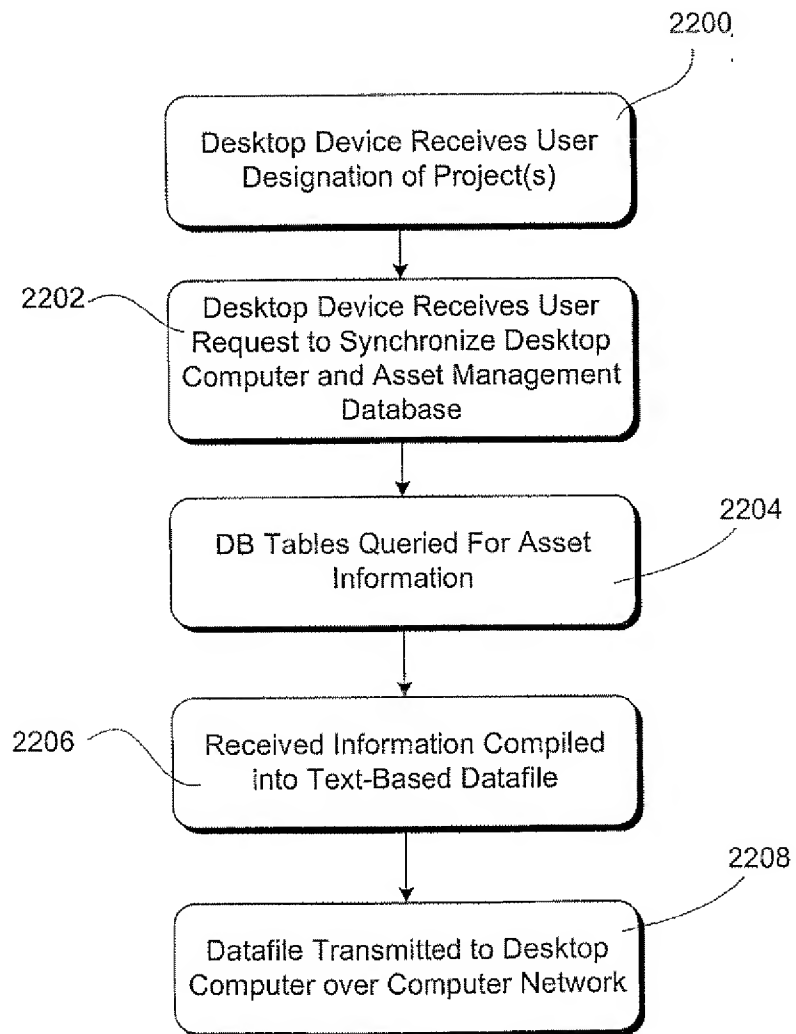 2200
Desktop Device Receives User
Designation of Project(s)
2202
Desktop Device Receives User
Request to Synchronize Desktop
Computer and Asset Management
Database
2204
DB Tables Queried For Asset
Information
2206
Received Information Compiled
into Text-Based Datafile
2208
Datafile Transmitted to Desktop
Computer over Computer Network